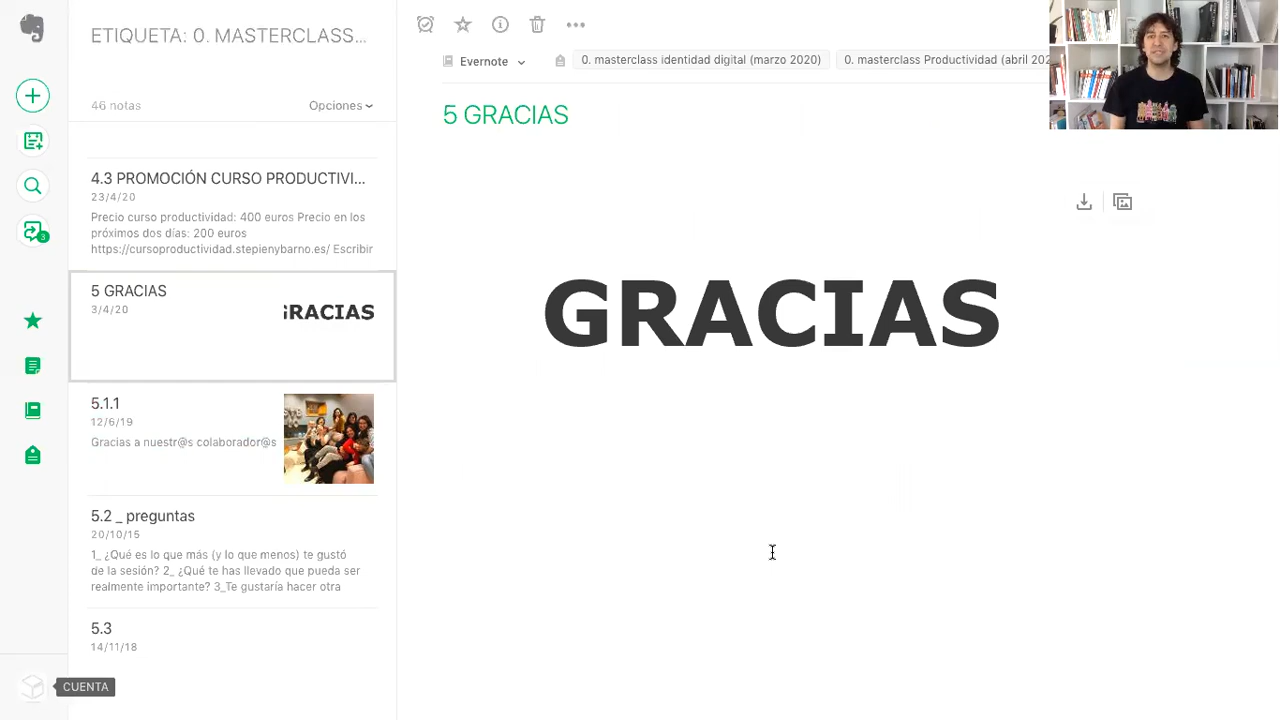 ETIQUETA: 0. MASTERCLASS...
46 notas
Opciones
4.3 PROMOCIÓN CURSO PRODUCTIVI...
23/4/20
Precio curso productividad: 400 euros Precio en los
próximos dos días: 200 euros
https://cursoproductividad.stepienybarno.es/ Escribir
5 GRACIAS
3/4/20
GRACIAS
5.1.1
12/6/19
Gracias a nuestr@s colaborador@s
5.2 _ preguntas
20/10/15
1_ ¿Qué es lo que más (y lo que menos) te gustó
de la sesión? 2_ ¿Qué te has llevado que pueda ser
realmente importante? 3_Te gustaría hacer otra
5.3
14/11/18
3
CUENTA
Evernote
0. masterclass identidad digital (marzo 2020)
0. masterclass Productividad (abril 202
5 GRACIAS
GRACIAS